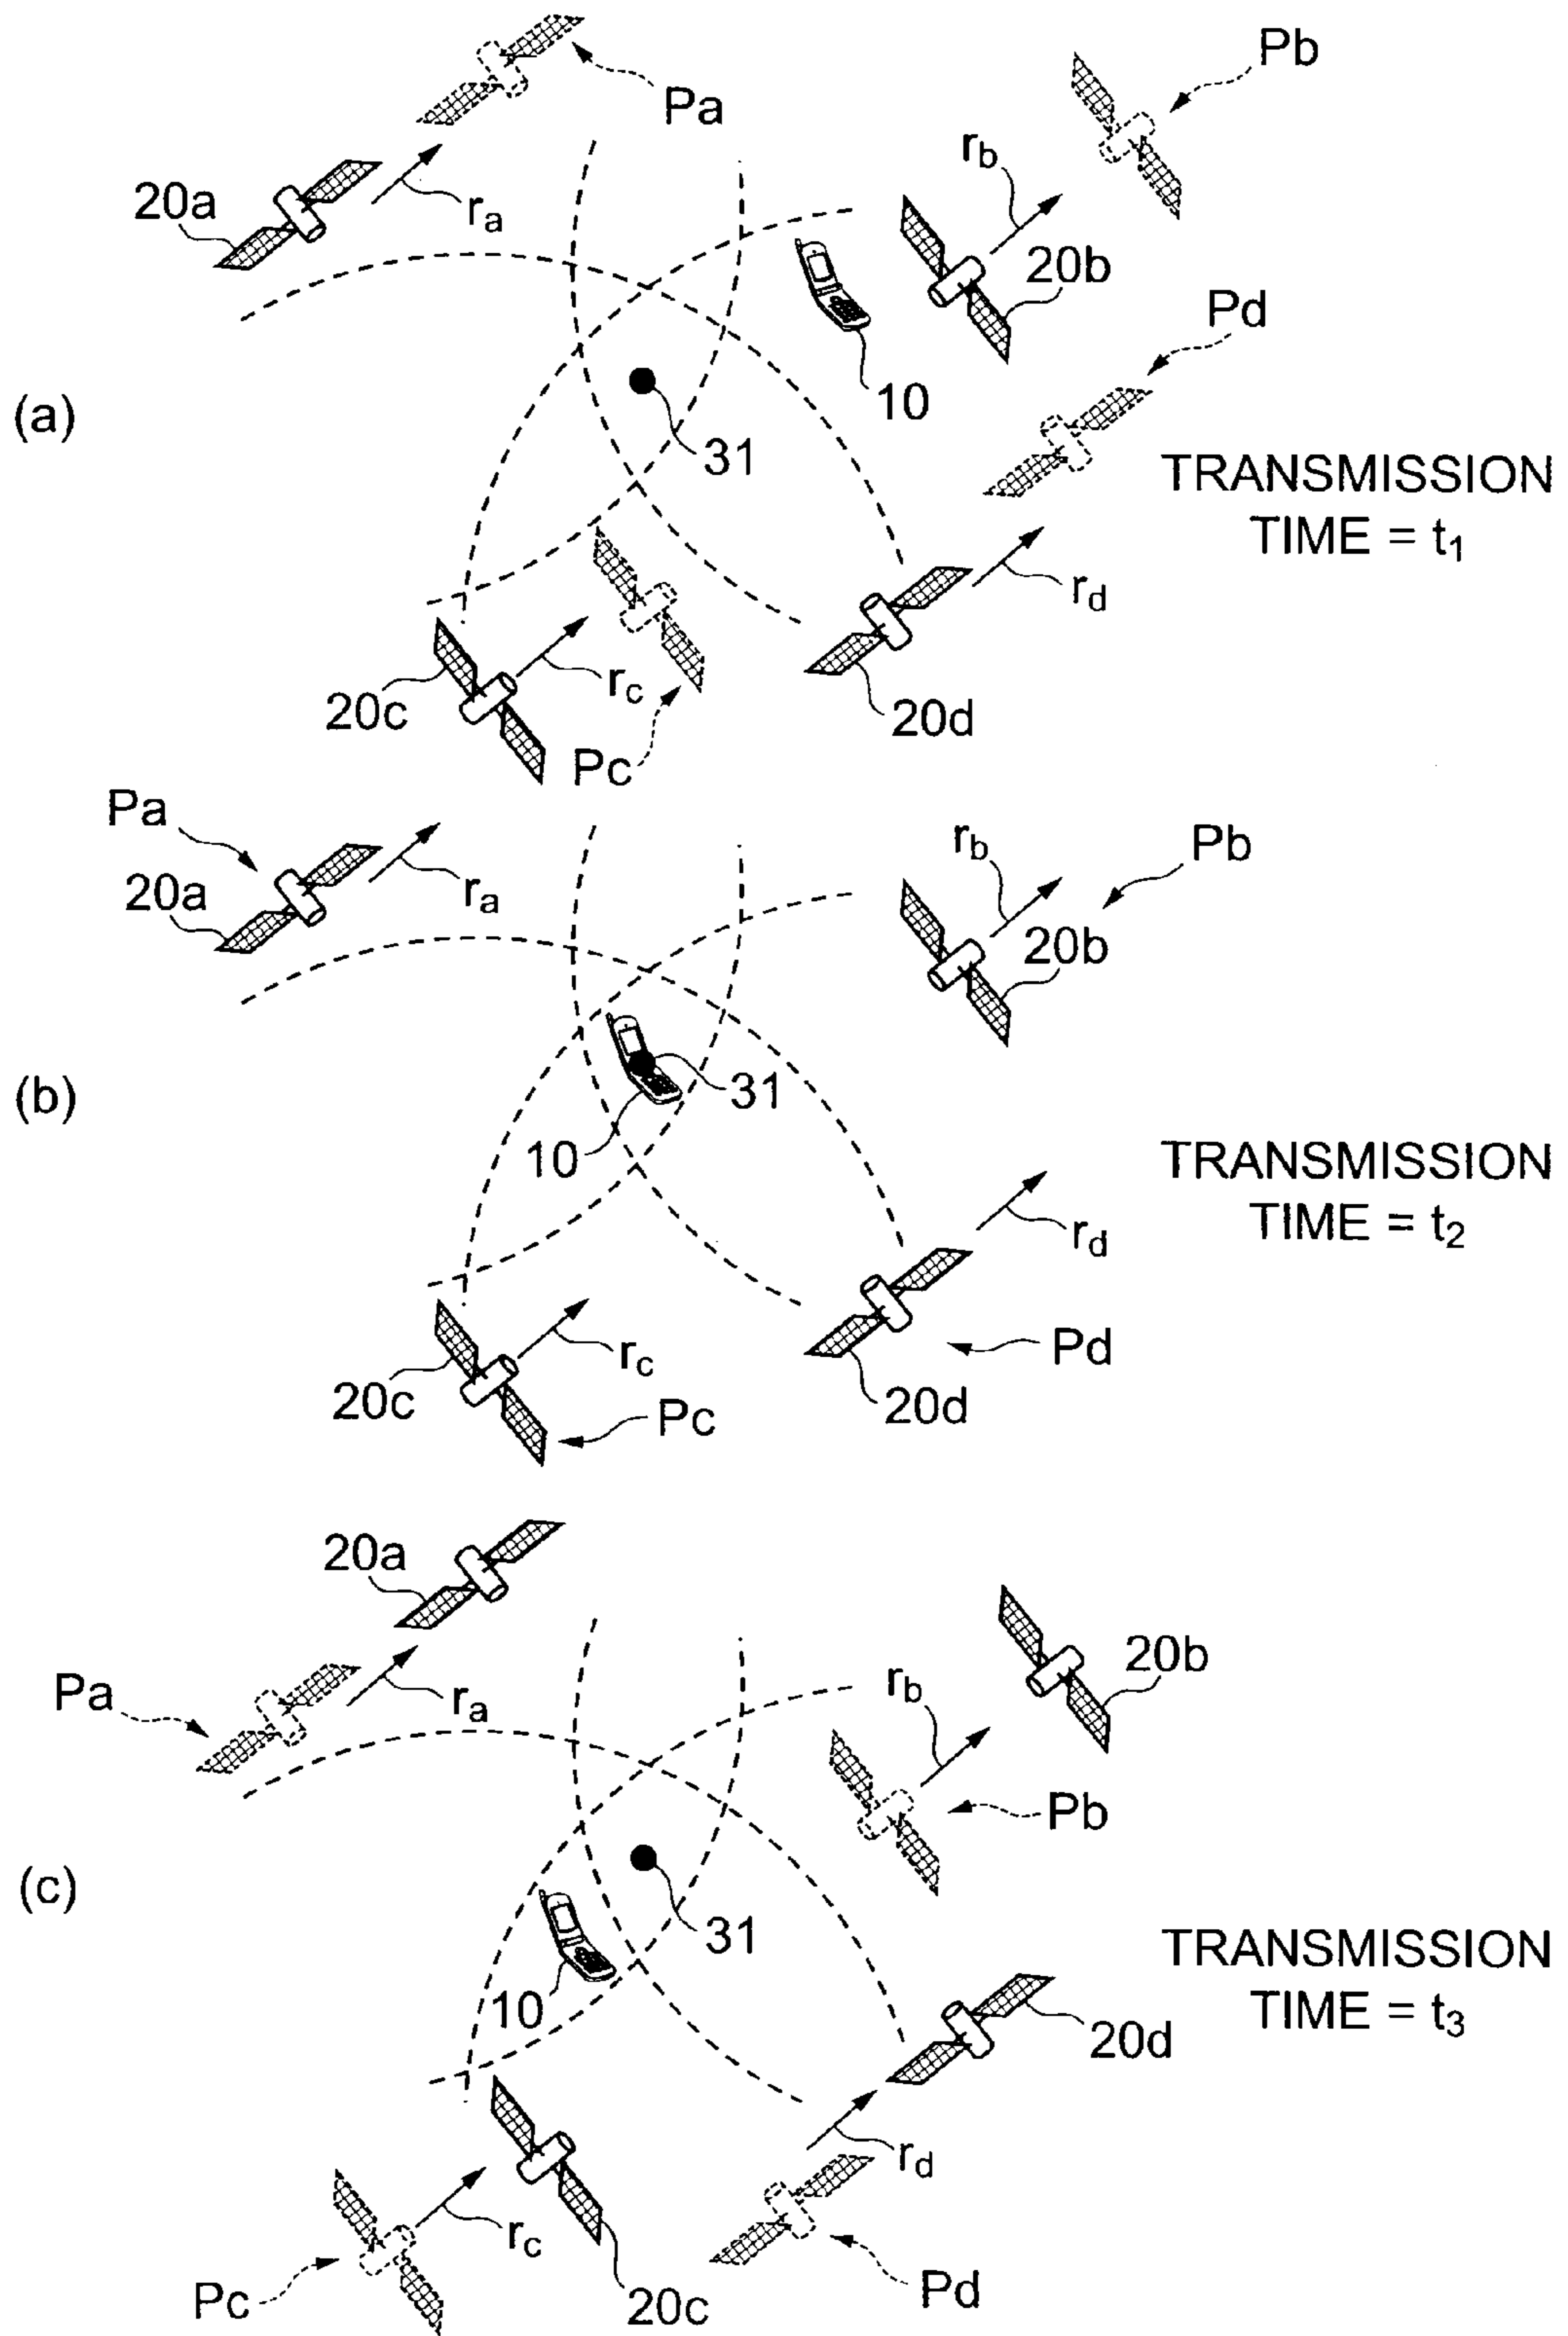 Pa
Pb
rb
20a
ra
20b
Pd
10
(a)
31
TRANSMISSION
TIME = t1
rd
rc
20c
20d
Pc
Pa
rb
Pb
20a
ra
20b
31
(b)
10
TRANSMISSION
TIME = t2
rd
rc
Pd
20c
20d
Pc
20a
20b
Pa
ra
rb
Pb
(c)
31
TRANSMISSION
TIME = t3
10
20d
rd
rc
Pc
Pd
20c